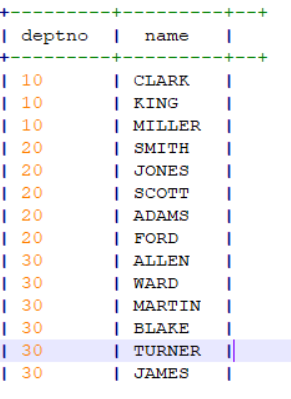 +---------+---------+--+
| deptno | name |
+---------+---------+--+
| 10 | CLARK |
| 10 | KING |
| 10 | MILLER |
| 20 | SMITH |
| 20 | JONES |
| 20 | SCOTT |
| 20 | ADAMS |
| 20 | FORD |
| 30 | ALLEN |
| 30 | WARD |
| 30 | MARTIN |
| 30 | BLAKE |
| 30 | TURNER |
| 30 | JAMES |